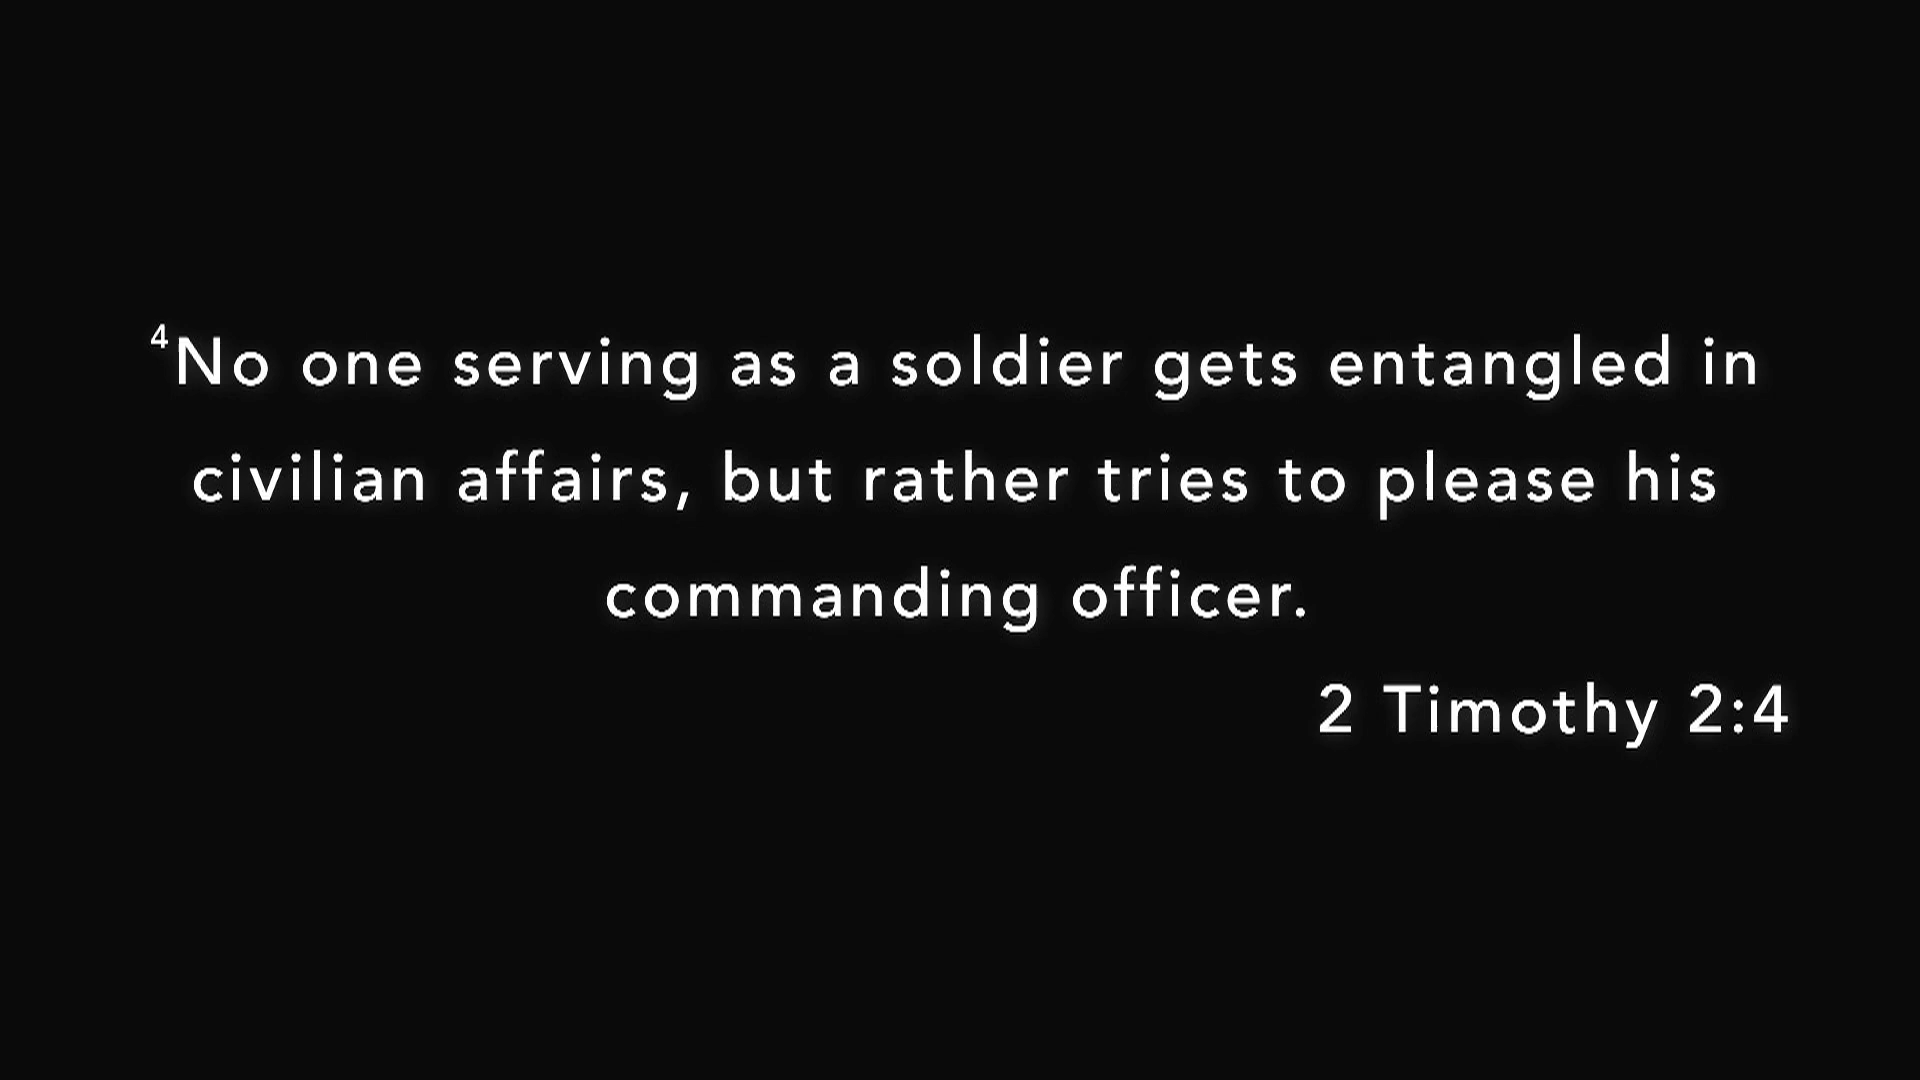 ⁴No one serving as a soldier gets entangled in
civilian affairs, but rather tries to please his
commanding officer.
2 Timothy 2:4